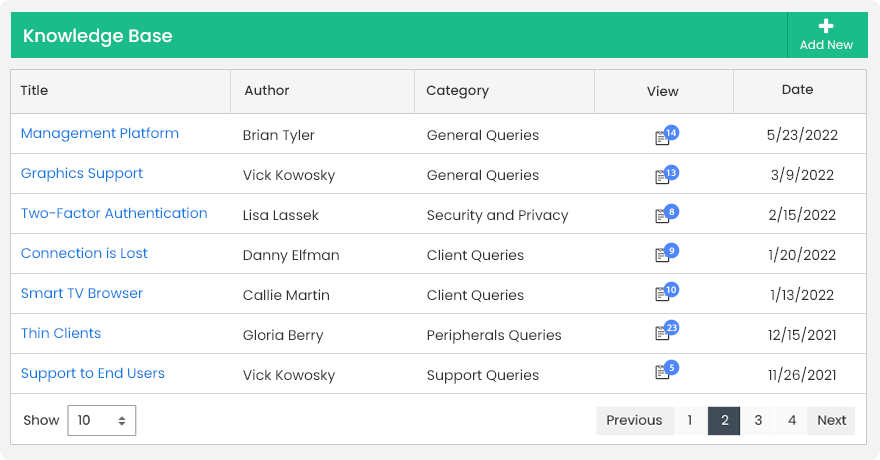 Knowledge Base
Add New
Title Author Category View Date
Management Platform Brian Tyler General Queries 14 5/23/2022
Graphics Support Vick Kowosky General Queries 13 3/9/2022
Two-Factor Authentication Lisa Lassek Security and Privacy 8 2/15/2022
Connection is Lost Danny Elfman Client Queries 9 1/20/2022
Smart TV Browser Callie Martin Client Queries 10 1/13/2022
Thin Clients Gloria Berry Peripherals Queries 23 12/15/2021
Support to End Users Vick Kowosky Support Queries 5 11/26/2021
Show 10 Previous 1 2 3 4 Next